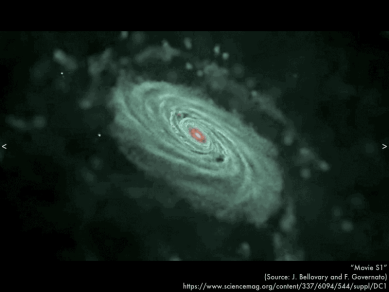 < >
"Movie S1"
(Source: J. Bellovary and F. Governato)
https://www.sciencemag.org/content/337/6094/544/suppl/DC1